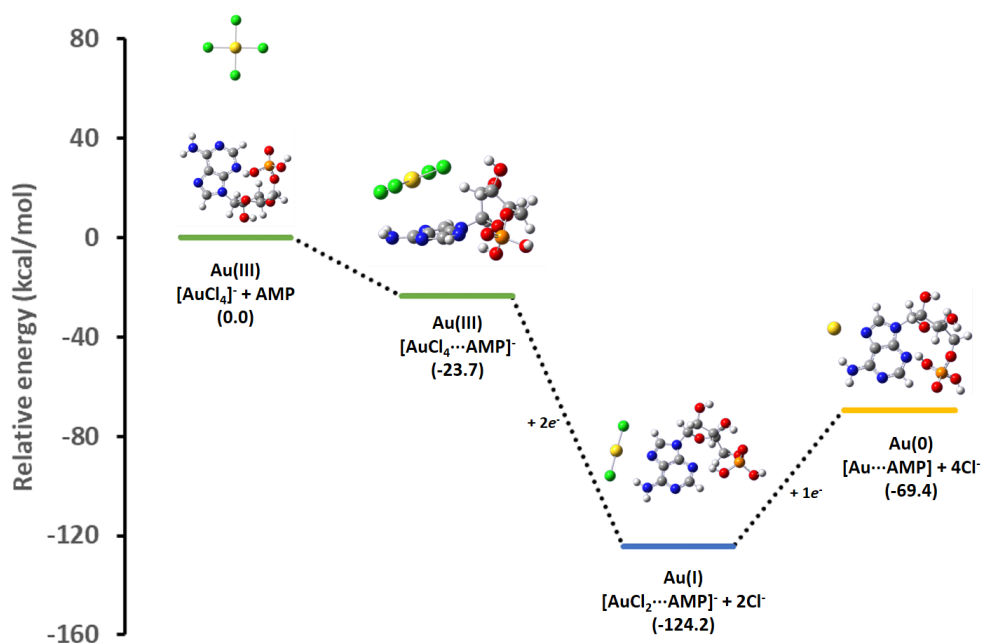 Relative energy (kcal/mol)
80
40
0
-40
-80
-120
-160
Au(III)
[AuCl₄]⁻ + AMP
(0.0)
Au(III)
[AuCl₄···AMP]⁻
(-23.7)
+ 2e⁻
Au(I)
[AuCl₂···AMP]⁻ + 2Cl⁻
(-124.2)
+ 1e⁻
Au(0)
[Au···AMP] + 4Cl⁻
(-69.4)